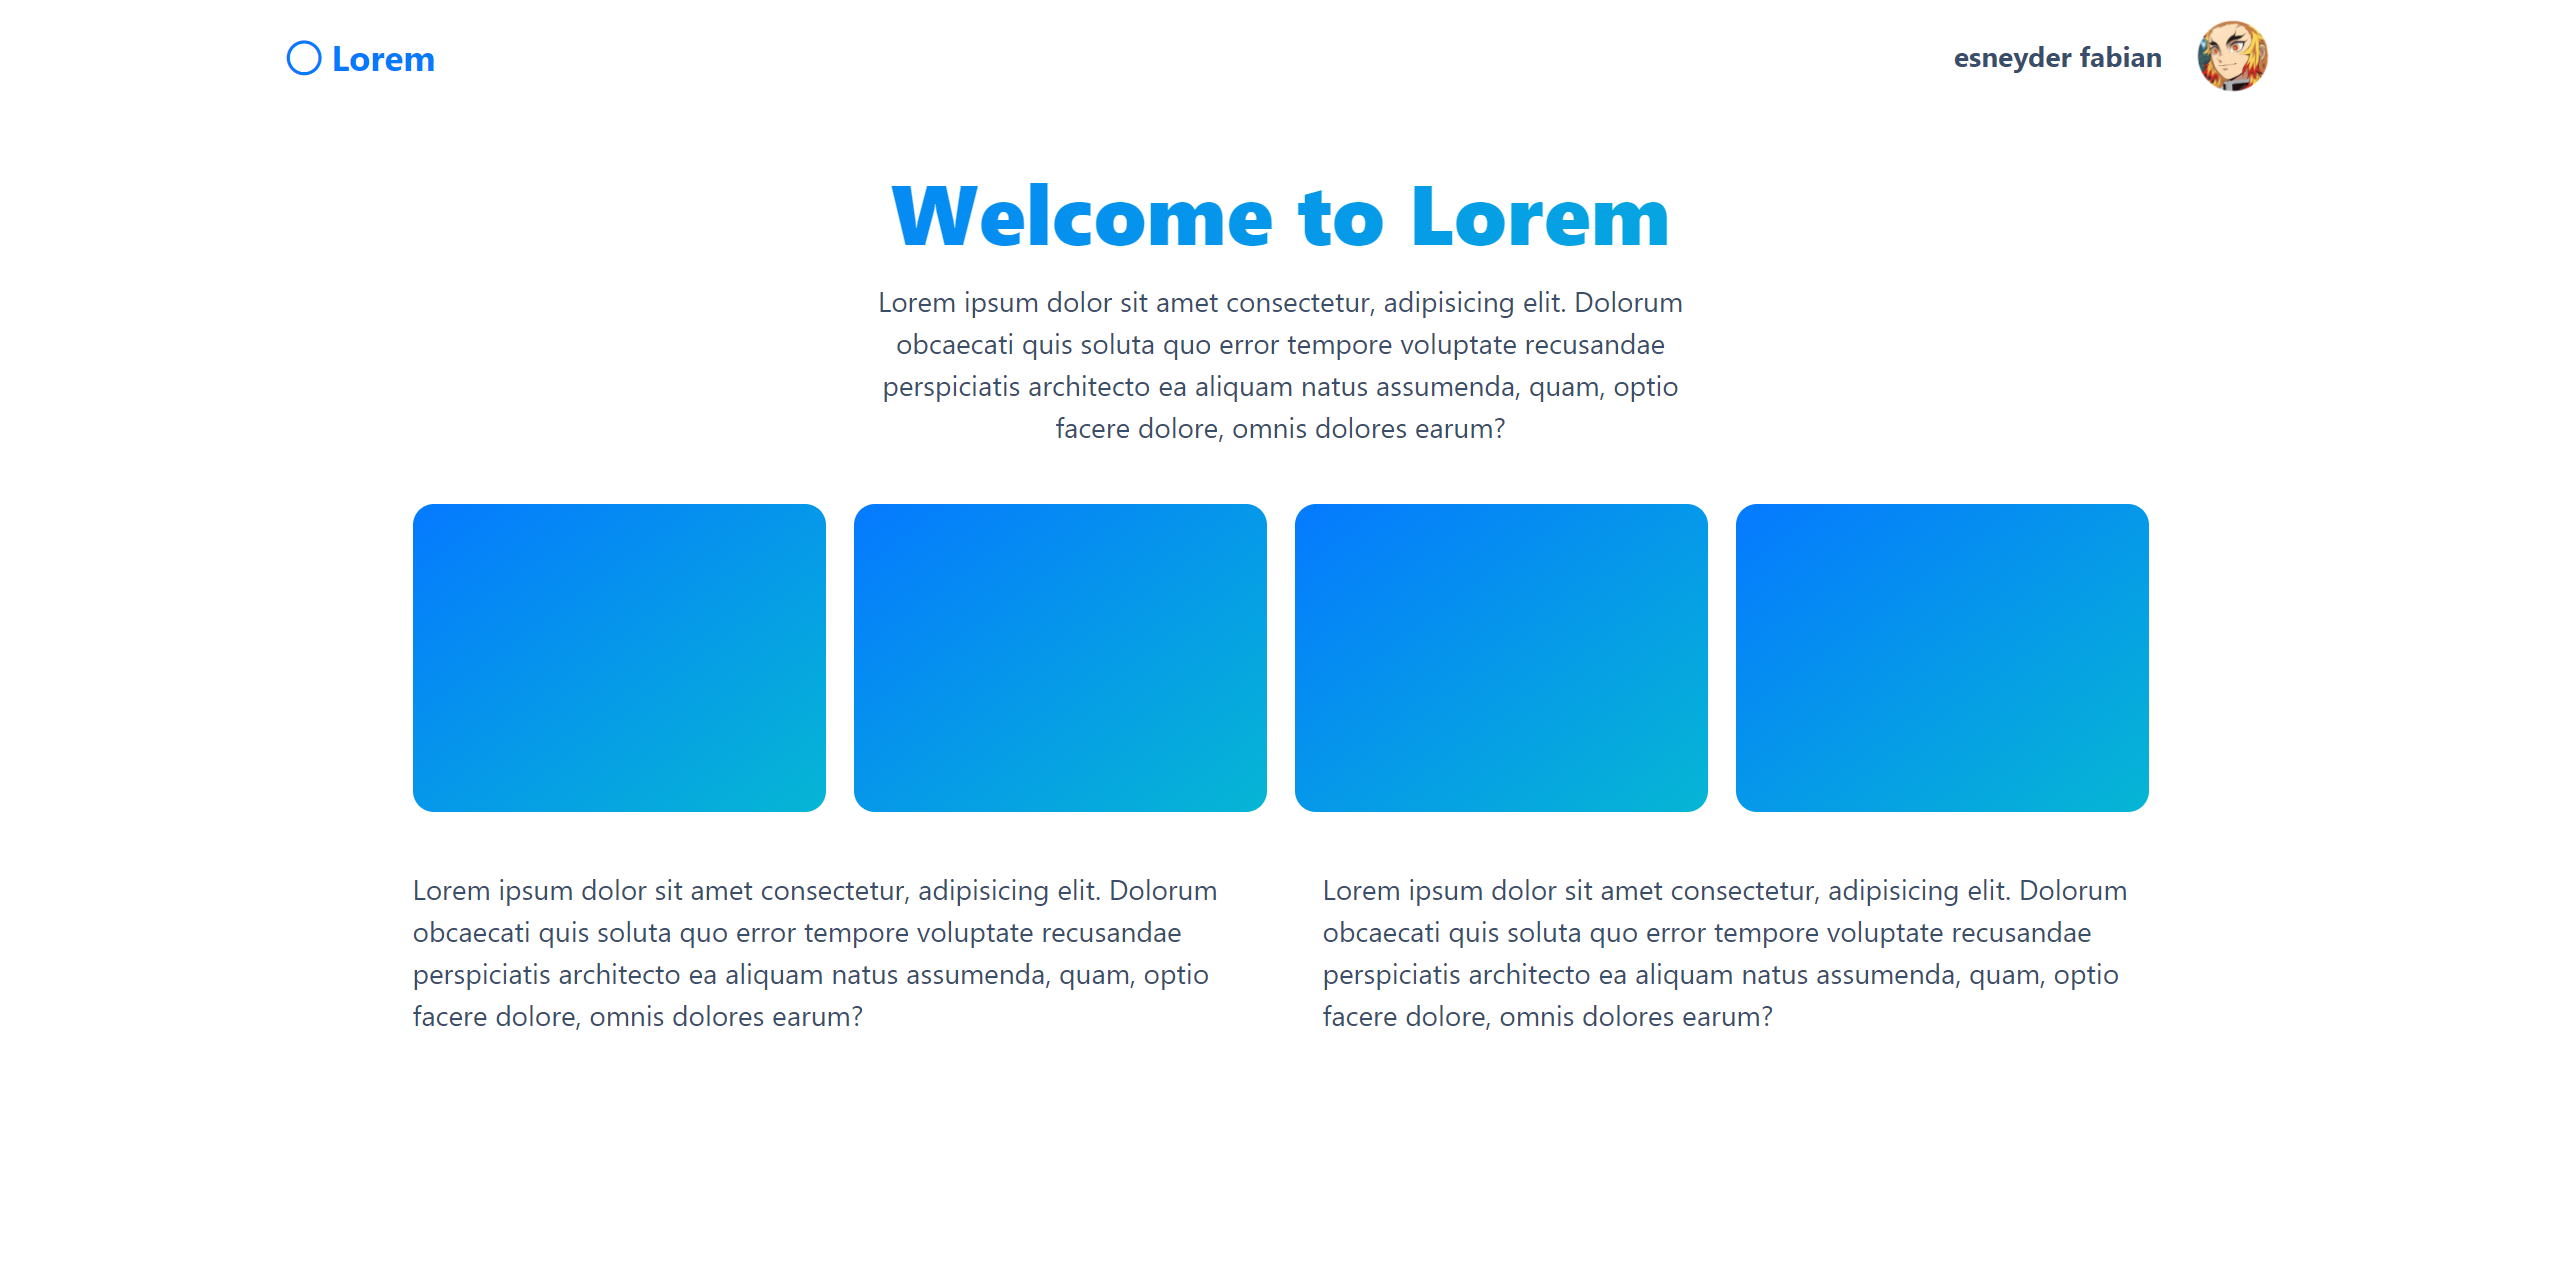 Lorem
esneyder fabian
Welcome to Lorem
Lorem ipsum dolor sit amet consectetur, adipisicing elit. Dolorum
obcaecati quis soluta quo error tempore voluptate recusandae
perspiciatis architecto ea aliquam natus assumenda, quam, optio
facere dolore, omnis dolores earum?
Lorem ipsum dolor sit amet consectetur, adipisicing elit. Dolorum
obcaecati quis soluta quo error tempore voluptate recusandae
perspiciatis architecto ea aliquam natus assumenda, quam, optio
facere dolore, omnis dolores earum?
Lorem ipsum dolor sit amet consectetur, adipisicing elit. Dolorum
obcaecati quis soluta quo error tempore voluptate recusandae
perspiciatis architecto ea aliquam natus assumenda, quam, optio
facere dolore, omnis dolores earum?